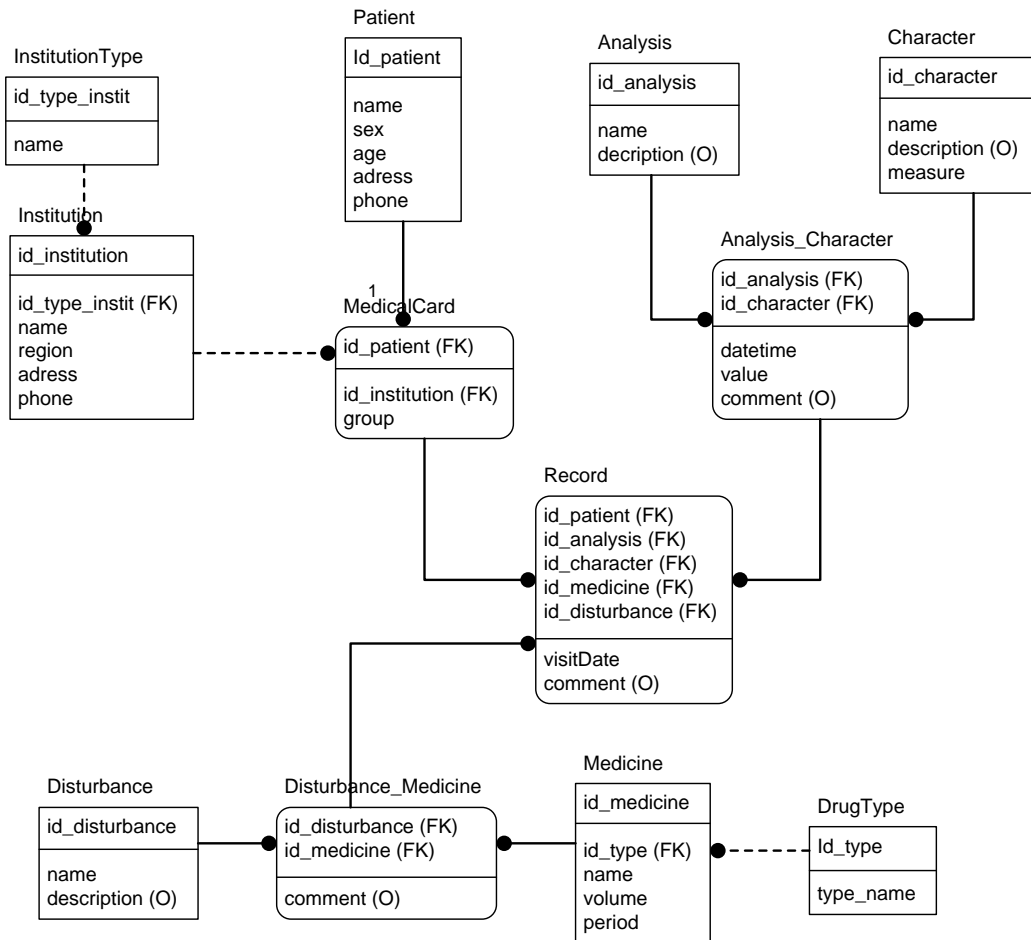 InstitutionType
id_type_instit
name
Patient
Id_patient
name
sex
age
adress
phone
Analysis
id_analysis
name
decription (O)
Character
id_character
name
description (O)
measure
Institution
id_institution
id_type_instit (FK)
name
region
adress
phone
1
MedicalCard
id_patient (FK)
id_institution (FK)
group
Analysis_Character
id_analysis (FK)
id_character (FK)
datetime
value
comment (O)
Record
id_patient (FK)
id_analysis (FK)
id_character (FK)
id_medicine (FK)
id_disturbance (FK)
visitDate
comment (O)
Disturbance
id_disturbance
name
description (O)
Disturbance_Medicine
id_disturbance (FK)
id_medicine (FK)
comment (O)
Medicine
id_medicine
id_type (FK)
name
volume
period
DrugType
Id_type
type_name